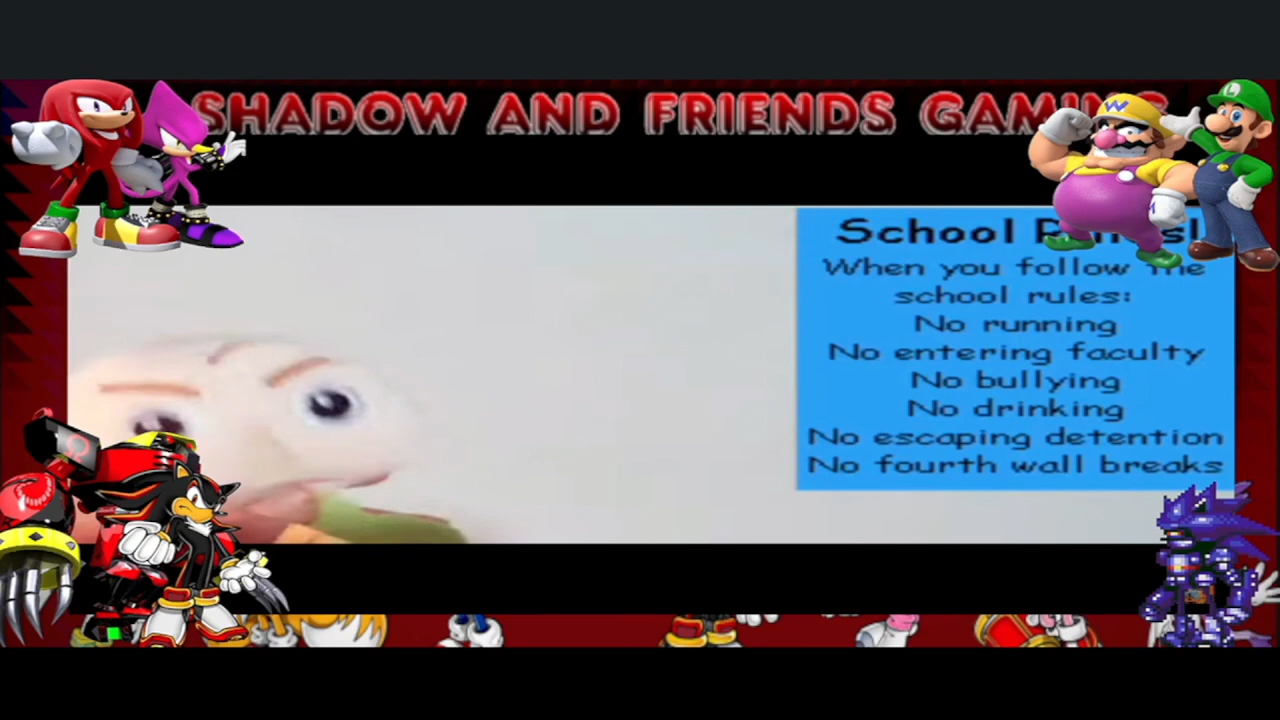 SHADOW AND FRIENDS
School
When you follow the
school rules:
No running
No entering faculty
No bullying
No drinking
No escaping detention
No fourth wall breaks